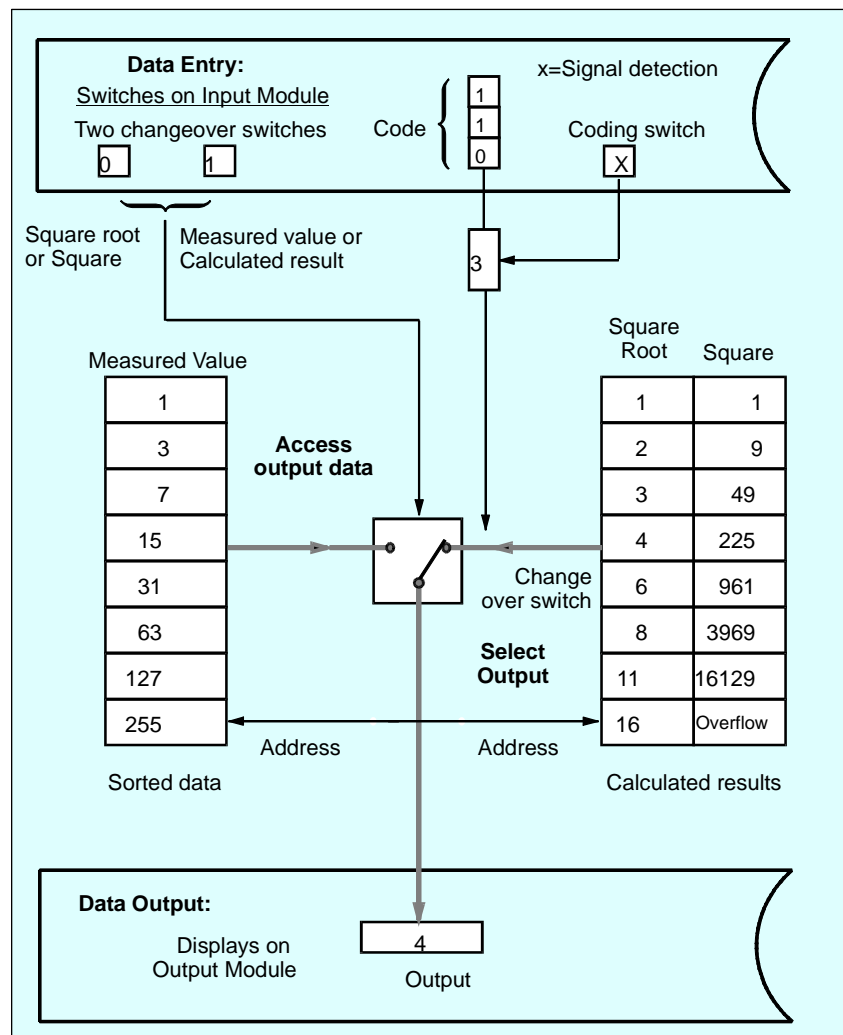 Data Entry:
x=Signal detection
Switches on Input Module
Two changeover switches
0
1
Code
1
1
0
Coding switch
X
Square root
or Square
Measured value or
Calculated result
3
Measured Value
1
3
7
15
31
63
127
255
Sorted data
Access
output data
Change
over switch
Select
Output
Address
Address
Square
Root
Square
1 1
2 9
3 49
4 225
6 961
8 3969
11 16129
16 Overflow
Calculated results
Data Output:
Displays on
Output Module
4
Output